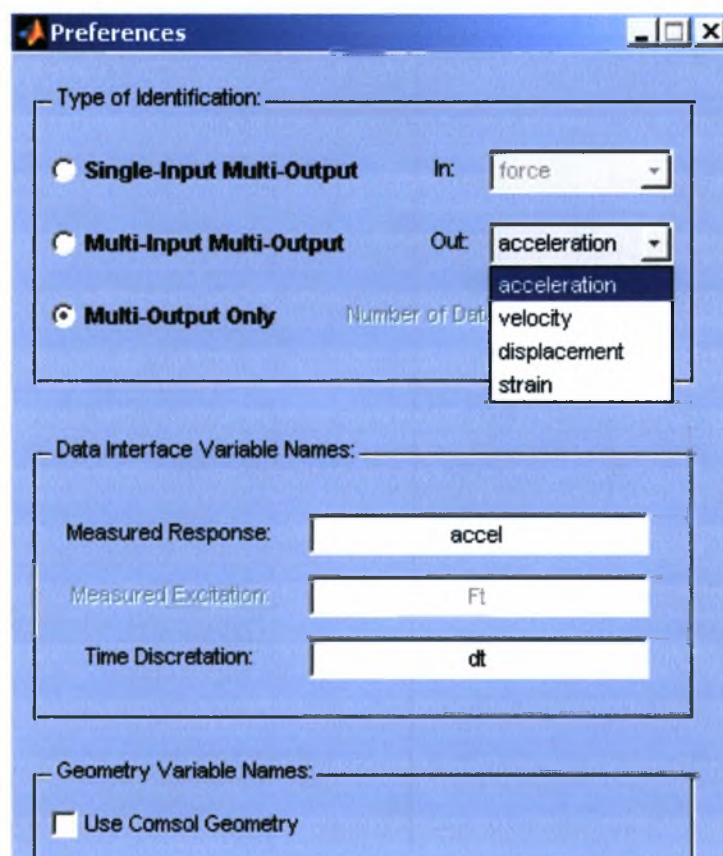 Preferences
Type of Identification:
Single-Input Multi-Output In: force
Multi-Input Multi-Output Out: acceleration
acceleration
Multi-Output Only Number of
velocity
displacement
strain
Data Interface Variable Names:
Measured Response: accel
Measured Excitation: Ft
Time Discretation: dt
Geometry Variable Names:
Use Comsol Geometry